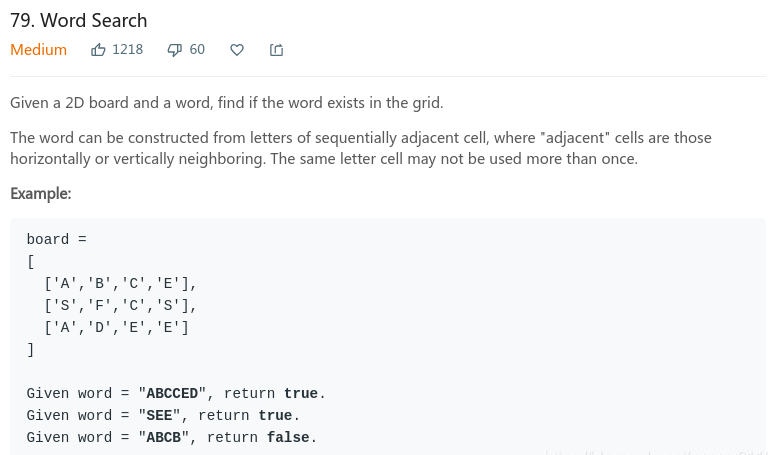 79. Word Search
Medium 1218 60
Given a 2D board and a word, find if the word exists in the grid.
The word can be constructed from letters of sequentially adjacent cell, where "adjacent" cells are those
horizontally or vertically neighboring. The same letter cell may not be used more than once.
Example:
board =
[
  ['A','B','C','E'],
  ['S','F','C','S'],
  ['A','D','E','E']
]
Given word = "ABCCED", return true.
Given word = "SEE", return true.
Given word = "ABCB", return false.